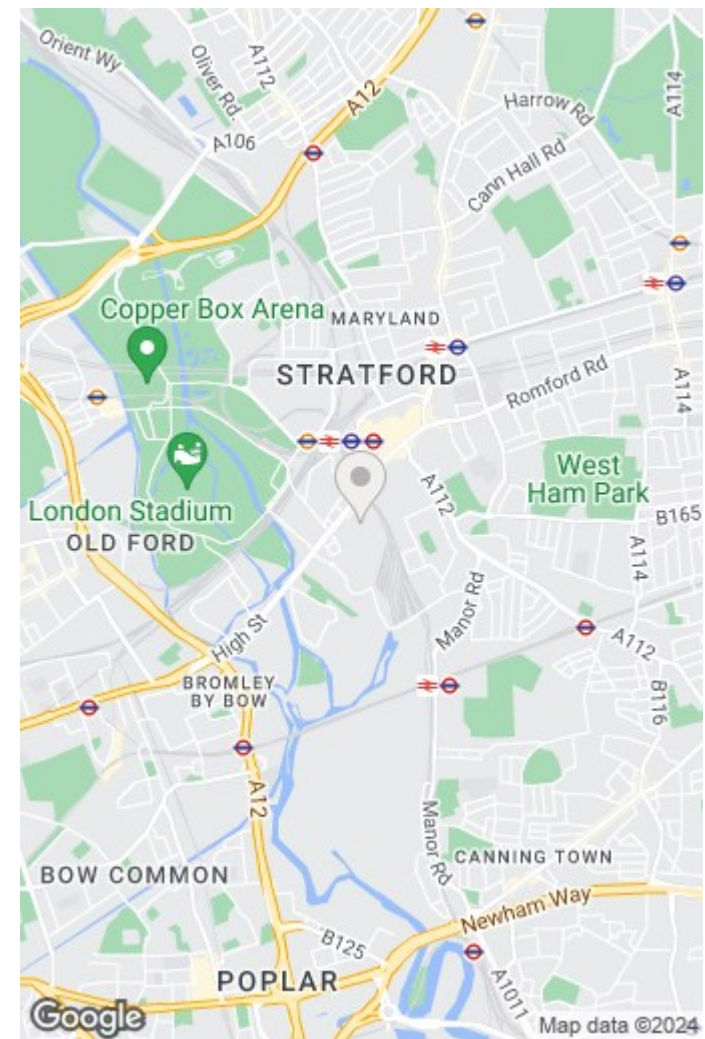 Orient Wy
Oliver Rd.
A112
A12
A114
Harrow Rd
A106
Cann Hall Rd
Copper Box Arena
MARYLAND
STRATFORD
Romford Rd
A114
West
Ham Park
A112
London Stadium
B165
OLD FORD
A114
Manor Rd
High St
A112
BROMLEY
BY BOW
B116
A12
Manor Rd
CANNING TOWN
BOW COMMON
Newham Way
B125
POPLAR
A1011
Google
Map data ©2024